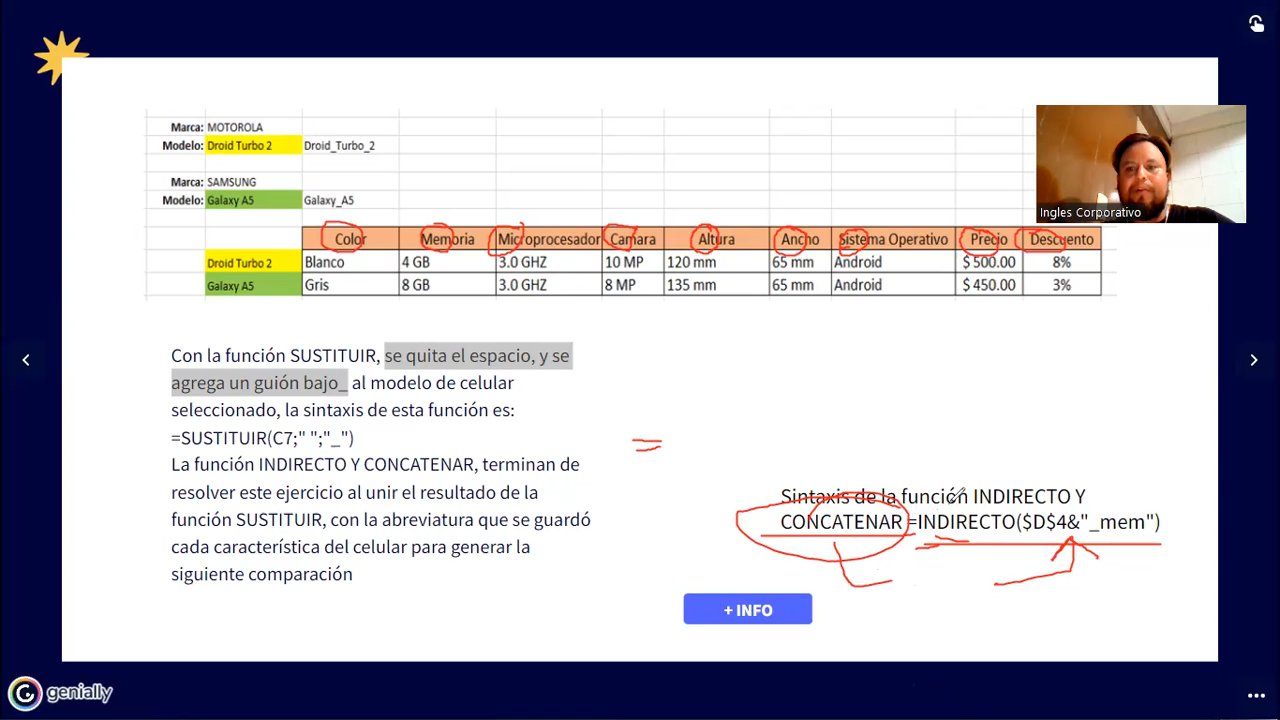 Marca: MOTOROLA
Modelo: Droid Turbo 2 Droid_Turbo_2
Marca: SAMSUNG
Modelo: Galaxy A5 Galaxy_A5
Color Memoria Microprocesador Camara Altura Ancho Sistema Operativo Precio Descuento
Droid Turbo 2 Blanco 4 GB 3.0 GHZ 10 MP 120 mm 65 mm Android $ 500.00 8%
Galaxy A5 Gris 8 GB 3.0 GHZ 8 MP 135 mm 65 mm Android $ 450.00 3%
Ingles Corporativo
Con la función SUSTITUIR, se quita el espacio, y se
agrega un guión bajo_ al modelo de celular
seleccionado, la sintaxis de esta función es:
=SUSTITUIR(C7;" ";"_")
La función INDIRECTO Y CONCATENAR, terminan de
resolver este ejercicio al unir el resultado de la
función SUSTITUIR, con la abreviatura que se guardó
cada característica del celular para generar la
siguiente comparación
=
Sintaxis de la función INDIRECTO Y
CONCATENAR =INDIRECTO($D$4&"_mem")
+ INFO
genially